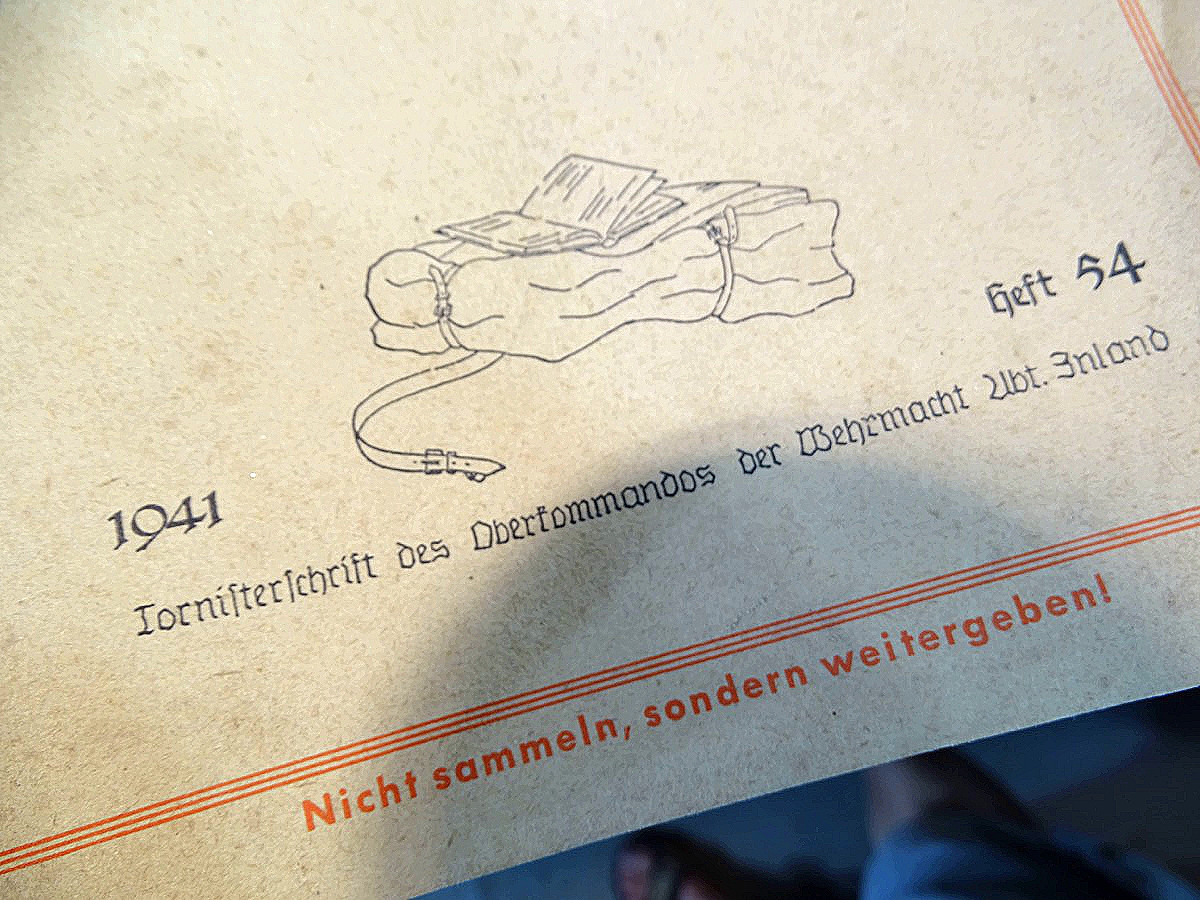 Heft 54
1941
Torniſterſchrift des Oberkommandos der Wehrmacht Abt. Inland
Nicht sammeln, sondern weitergeben!